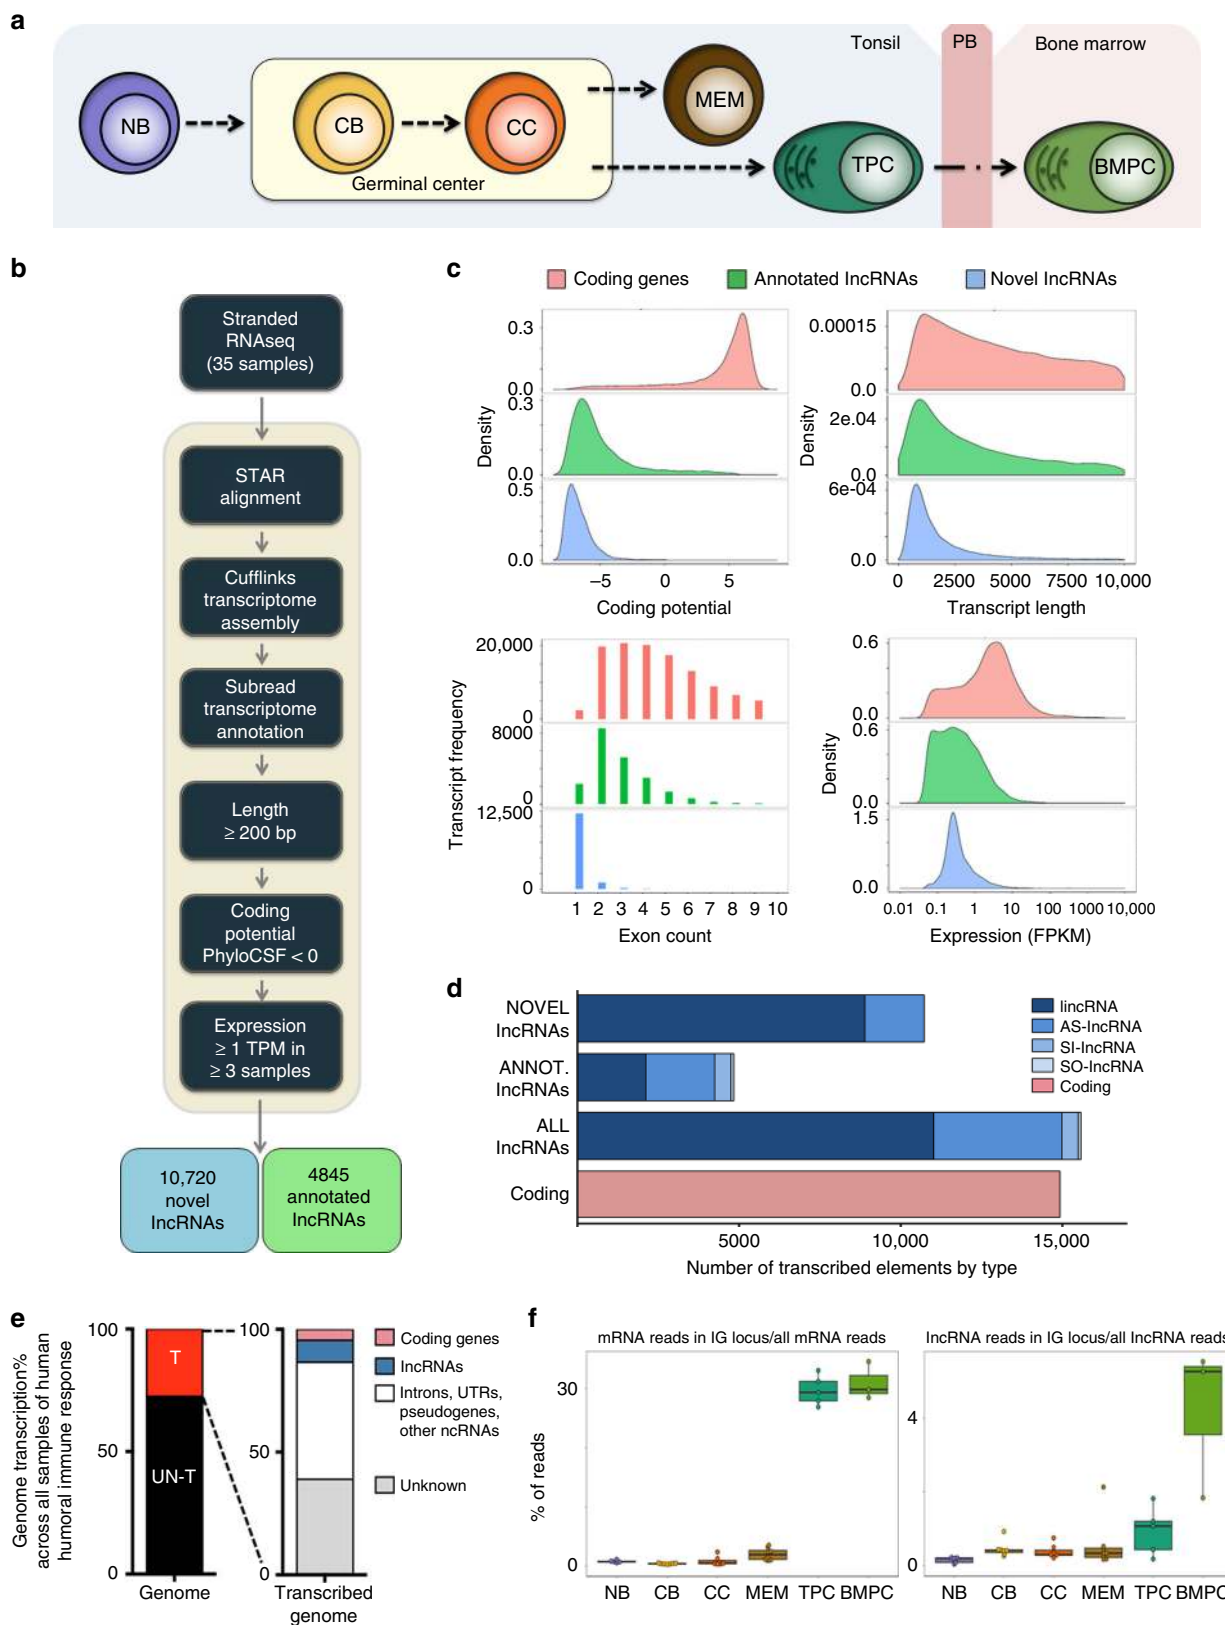 a
Tonsil
PB
Bone marrow
NB
CB
CC
MEM
TPC
BMPC
Germinal center
b
Stranded
RNAseq
(35 samples)
STAR
alignment
Cufflinks
transcriptome
assembly
Subread
transcriptome
annotation
Length
≥ 200 bp
Coding
potential
PhyloCSF < 0
Expression
≥ 1 TPM in
≥ 3 samples
10,720
novel
lncRNAs
4845
annotated
lncRNAs
c
Coding genes
Annotated lncRNAs
Novel lncRNAs
Density
0.3
0.0
0.3
0.0
0.5
0.0
–5 0 5
Coding potential
Density
0.00015
0.0
2e.04
0.0
6e-04
0.0
0 2500 5000 7500 10,000
Transcript length
Transcript frequency
20,000
0
8000
0
12,500
0
1 2 3 4 5 6 7 8 9 10
Exon count
Density
0.6
0.0
0.6
0.0
1.5
0.0
0.01 0.1 1 10 100 1000 10,000
Expression (FPKM)
d
NOVEL
lncRNAs
ANNOT.
lncRNAs
ALL
lncRNAs
Coding
lincRNA
AS-lncRNA
SI-lncRNA
SO-lncRNA
Coding
5000 10,000 15,000
Number of transcribed elements by type
e
Genome transcription%
across all samples of human
humoral immune response
100
50
0
T
UN-T
Genome
100
50
0
Transcribed
genome
Coding genes
lncRNAs
Introns, UTRs,
pseudogenes,
other ncRNAs
Unknown
f
mRNA reads in IG locus/all mRNA reads
lncRNA reads in IG locus/all lncRNA reads
% of reads
30
0
NB CB CC MEM TPC BMPC
4
0
NB CB CC MEM TPC BMPC